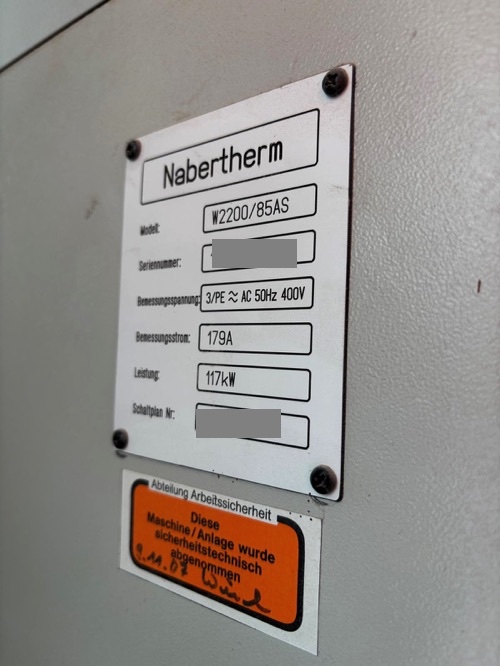 Nabertherm
Modell: W2200/85AS
Seriennummer:
Bemessungsspannung: 3/PE ≈ AC 50Hz 400V
Bemessungsstrom: 179A
Leistung: 117kW
Schaltplan Nr:
Abteilung Arbeitssicherheit
Diese
Maschine/Anlage wurde
sicherheitstechnisch
abgenommen